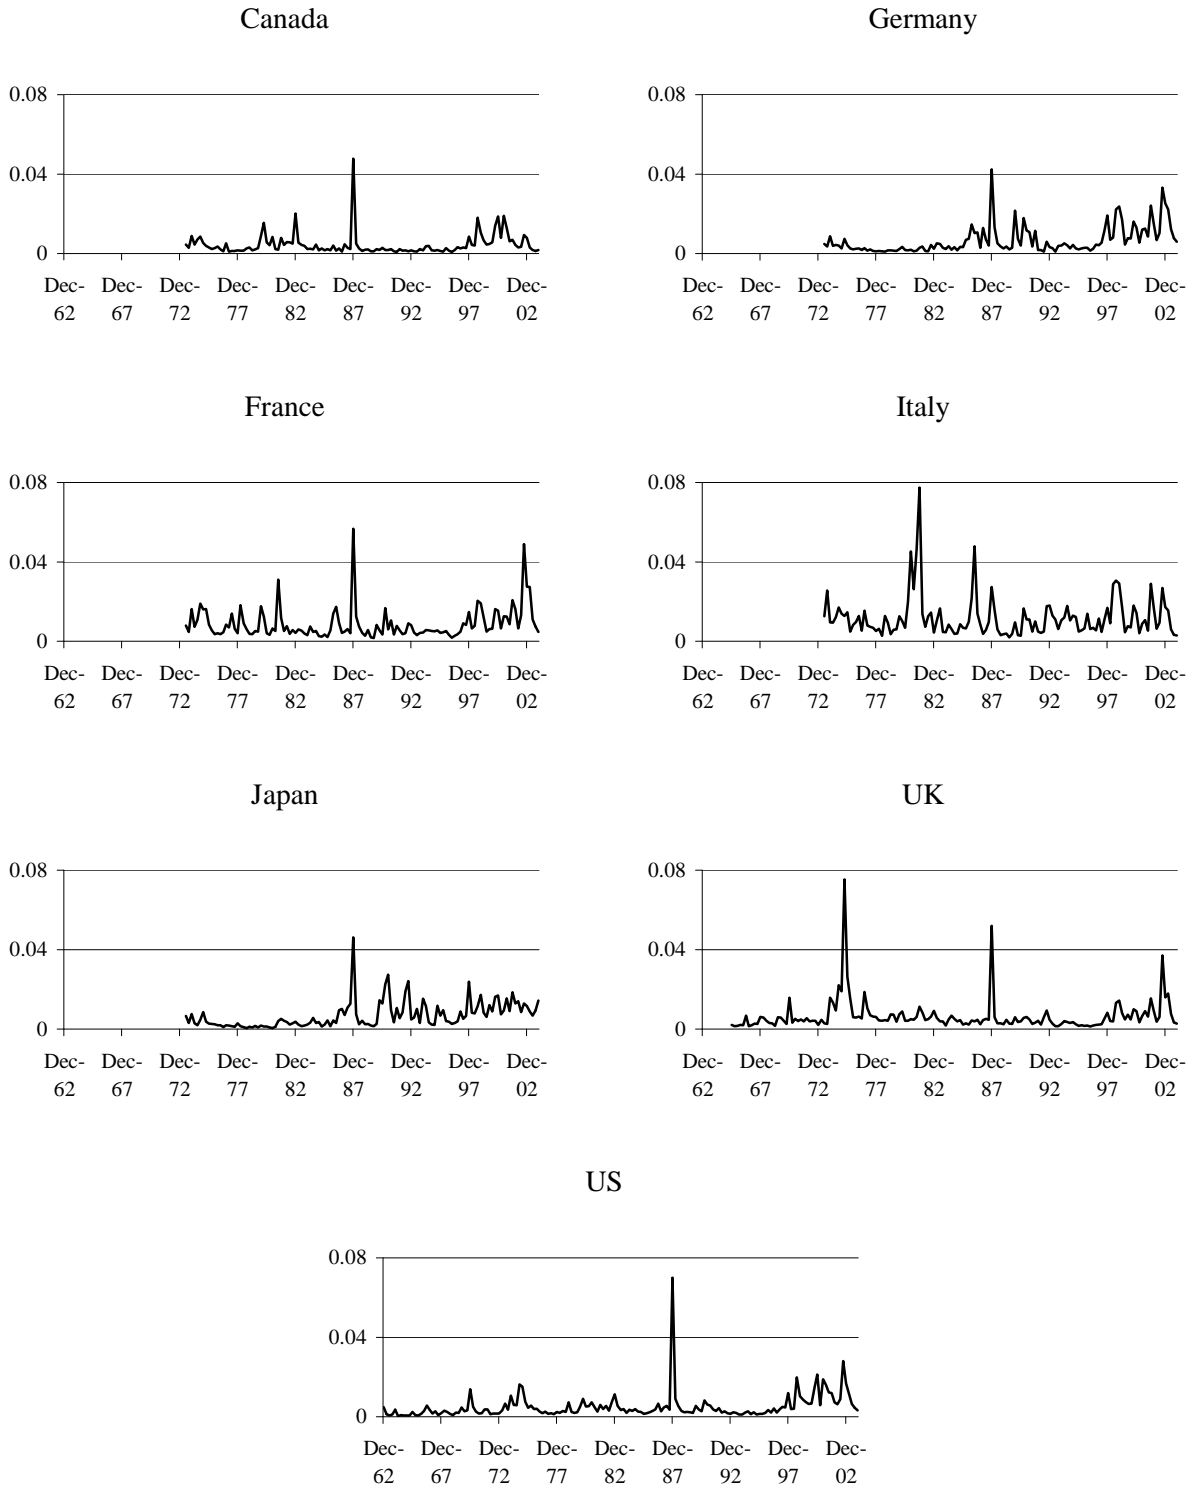 Canada
0.08
0.04
0
Dec- Dec- Dec- Dec- Dec- Dec- Dec- Dec- Dec-
62 67 72 77 82 87 92 97 02
Germany
0.08
0.04
0
Dec- Dec- Dec- Dec- Dec- Dec- Dec- Dec- Dec-
62 67 72 77 82 87 92 97 02
France
0.08
0.04
0
Dec- Dec- Dec- Dec- Dec- Dec- Dec- Dec- Dec-
62 67 72 77 82 87 92 97 02
Italy
0.08
0.04
0
Dec- Dec- Dec- Dec- Dec- Dec- Dec- Dec- Dec-
62 67 72 77 82 87 92 97 02
Japan
0.08
0.04
0
Dec- Dec- Dec- Dec- Dec- Dec- Dec- Dec- Dec-
62 67 72 77 82 87 92 97 02
UK
0.08
0.04
0
Dec- Dec- Dec- Dec- Dec- Dec- Dec- Dec- Dec-
62 67 72 77 82 87 92 97 02
US
0.08
0.04
0
Dec- Dec- Dec- Dec- Dec- Dec- Dec- Dec- Dec-
62 67 72 77 82 87 92 97 02